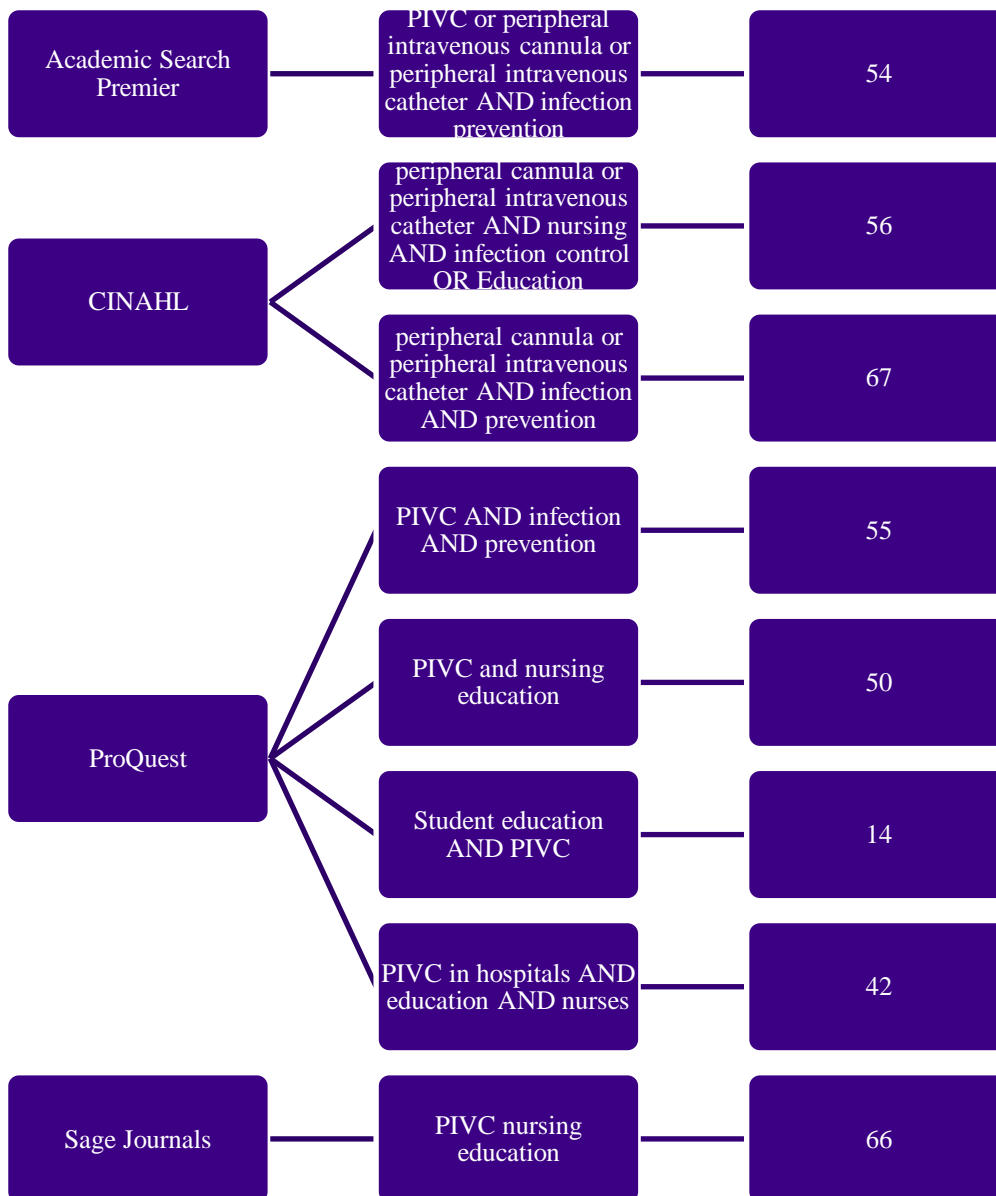 Academic Search
Premier
PIVC or peripheral
intravenous cannula or
peripheral intravenous
catheter AND infection
prevention
54
CINAHL
peripheral cannula or
peripheral intravenous
catheter AND nursing
AND infection control
OR Education
56
peripheral cannula or
peripheral intravenous
catheter AND infection
AND prevention
67
ProQuest
PIVC AND infection
AND prevention
55
PIVC and nursing
education
50
Student education
AND PIVC
14
PIVC in hospitals AND
education AND nurses
42
Sage Journals
PIVC nursing
education
66